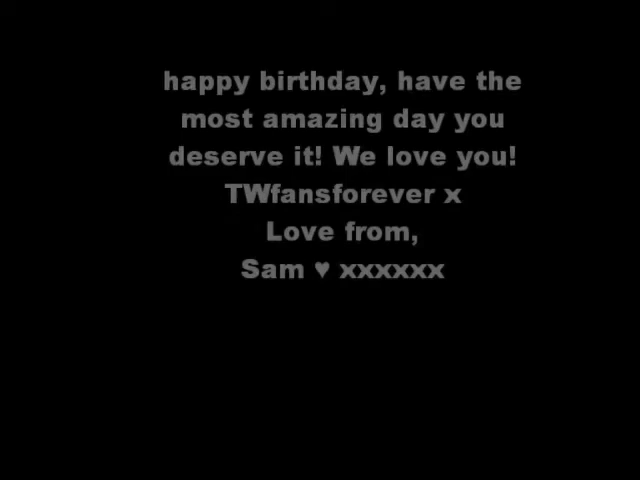 happy birthday, have the
most amazing day you
deserve it! We love you!
TWfansforever x
Love from,
Sam ♥ xxxxxx